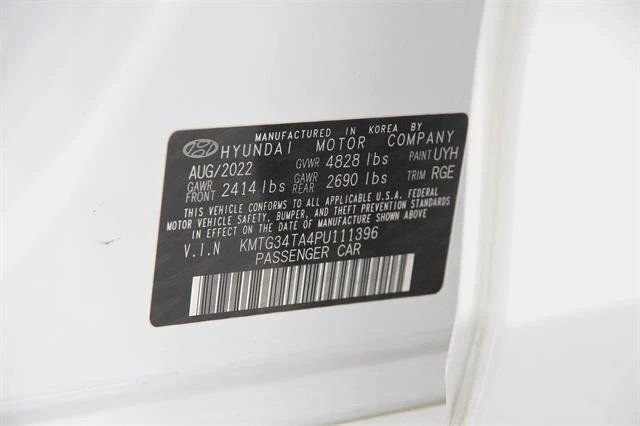 MANUFACTURED IN KOREA BY
HYUNDAI MOTOR COMPANY
AUG/2022 GVWR 4828 lbs PAINT UYH
GAWR FRONT 2414 lbs GAWR REAR 2690 lbs TRIM RGE
THIS VEHICLE CONFORMS TO ALL APPLICABLE U.S.A. FEDERAL
MOTOR VEHICLE SAFETY, BUMPER, AND THEFT PREVENTION
STANDARDS IN EFFECT ON THE DATE OF MANUFACTURE SHOWN ABOVE.
V.I.N KMTG34TA4PU111396
PASSENGER CAR